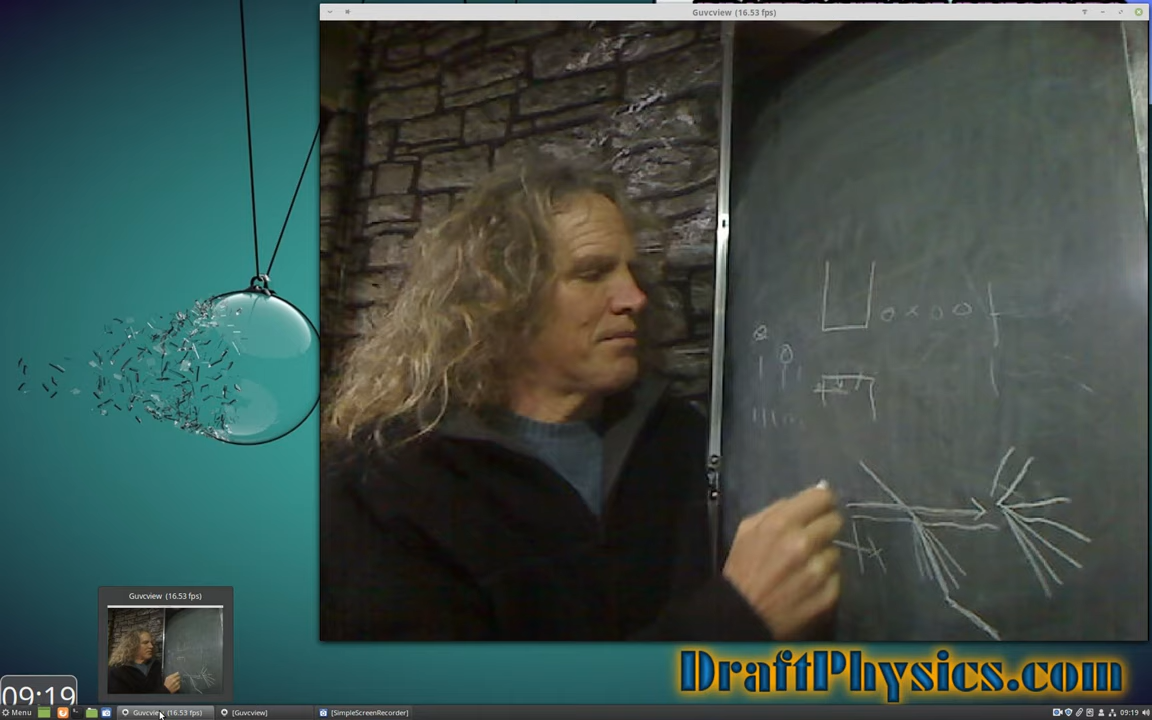 Guvcview (16.53 fps)
Guvcview (16.53 fps)
DraftPhysics.com
09:19
Menu
Guvcview (16.53 fps)
[Guvcview]
[SimpleScreenRecorder]
09:19